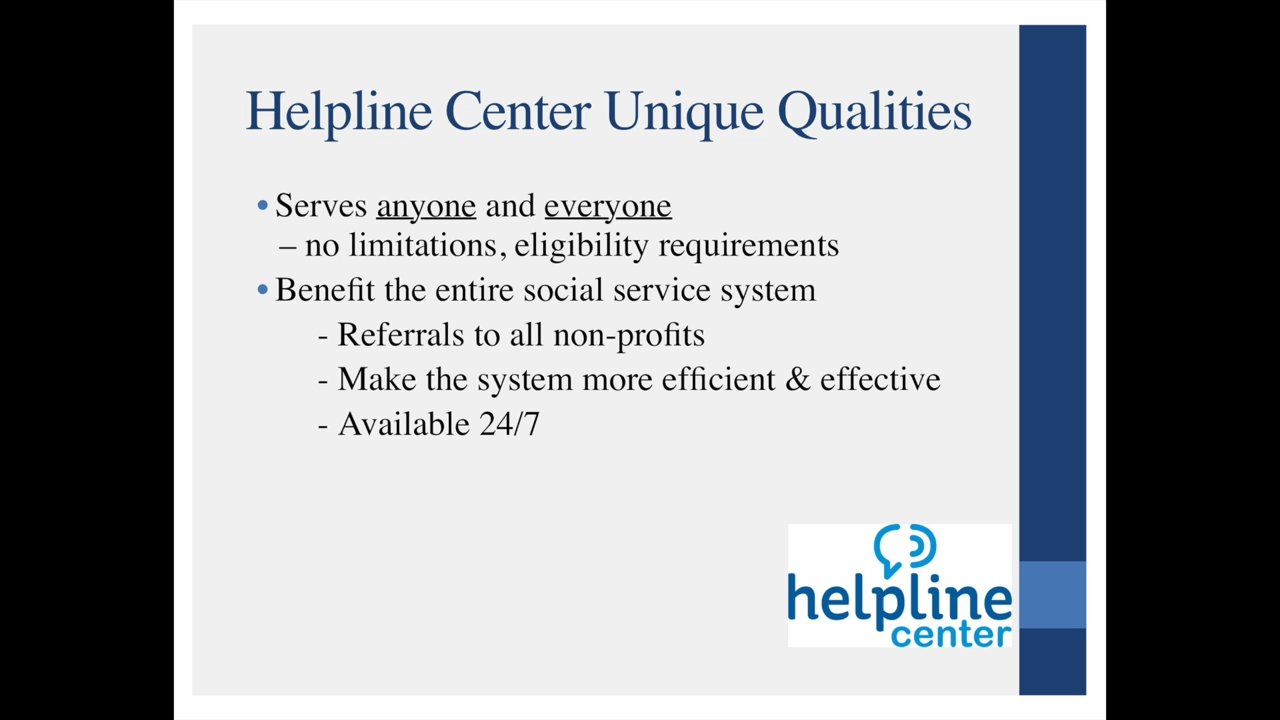 Helpline Center Unique Qualities
• Serves anyone and everyone
– no limitations, eligibility requirements
• Benefit the entire social service system
- Referrals to all non-profits
- Make the system more efficient & effective
- Available 24/7
helpline
center